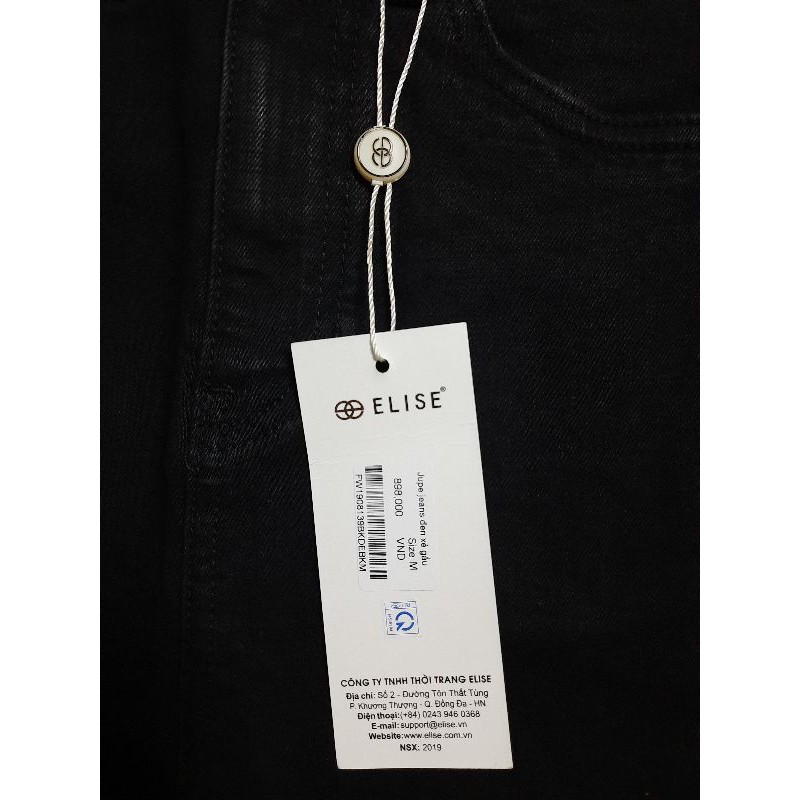 ELISE®
Jupe jeans đen xẻ gấu
Size M
898,000 VND
FW1908139BKDEBKM
CÔNG TY TNHH THỜI TRANG ELISE
Địa chỉ: Số 2 - Đường Tôn Thất Tùng
P. Khương Thượng - Q. Đống Đa - HN
Điện thoại:(+84) 0243 946 0368
E-mail: support@elise.vn
Website:www.elise.com.vn
NSX: 2019